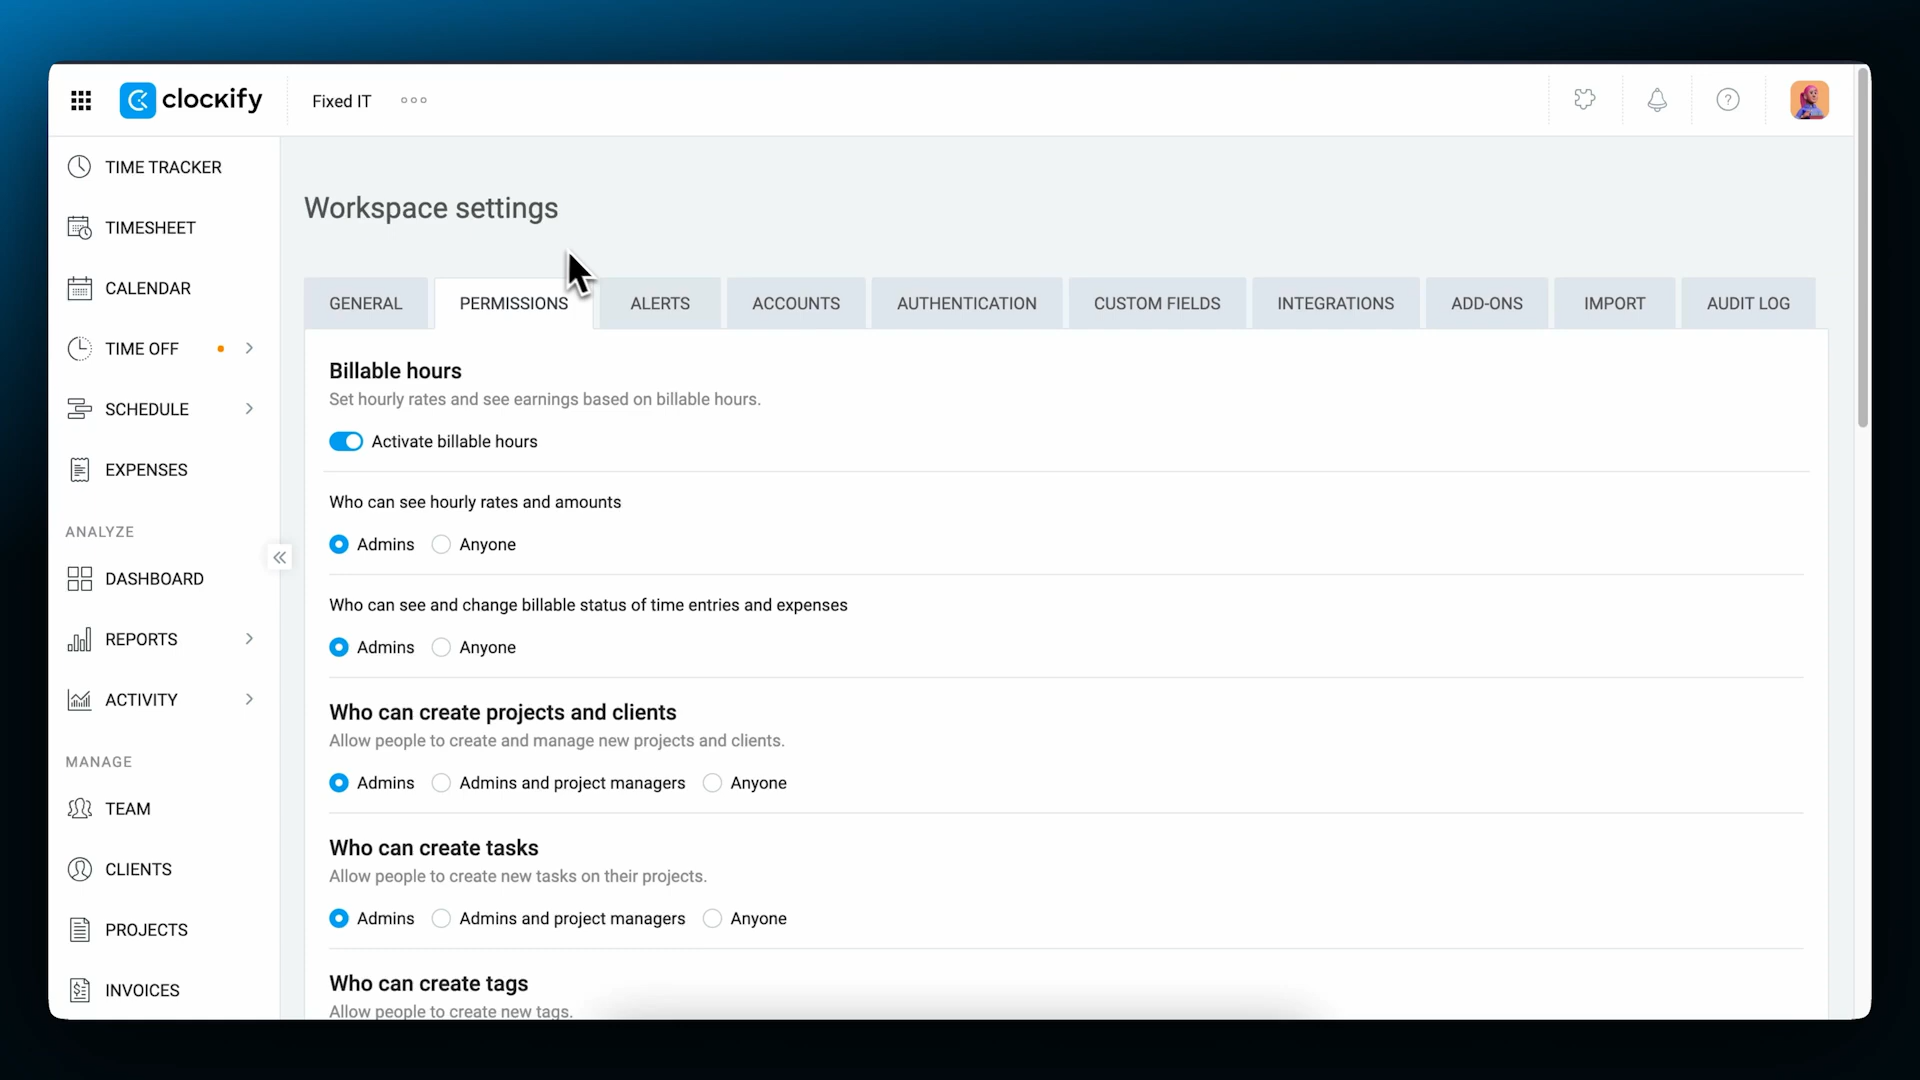 clockify
Fixed IT
TIME TRACKER
TIMESHEET
CALENDAR
TIME OFF
SCHEDULE
EXPENSES
ANALYZE
DASHBOARD
REPORTS
ACTIVITY
MANAGE
TEAM
CLIENTS
PROJECTS
INVOICES
Workspace settings
GENERAL PERMISSIONS ALERTS ACCOUNTS AUTHENTICATION CUSTOM FIELDS INTEGRATIONS ADD-ONS IMPORT AUDIT LOG
Billable hours
Set hourly rates and see earnings based on billable hours.
Activate billable hours
Who can see hourly rates and amounts
Admins Anyone
Who can see and change billable status of time entries and expenses
Admins Anyone
Who can create projects and clients
Allow people to create and manage new projects and clients.
Admins Admins and project managers Anyone
Who can create tasks
Allow people to create new tasks on their projects.
Admins Admins and project managers Anyone
Who can create tags
Allow people to create new tags.